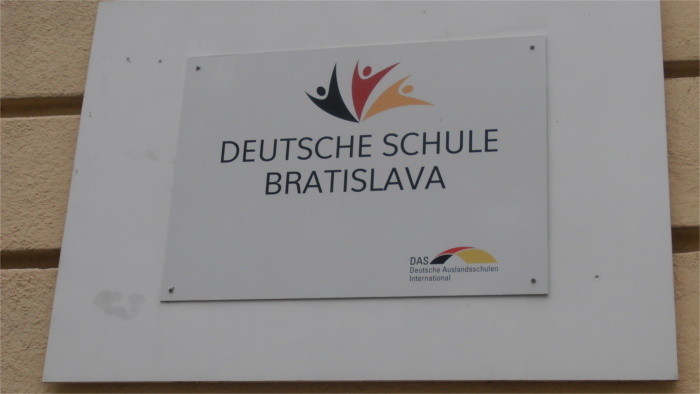 DEUTSCHE SCHULE
BRATISLAVA
DAS
Deutsche Auslandsschulen
International